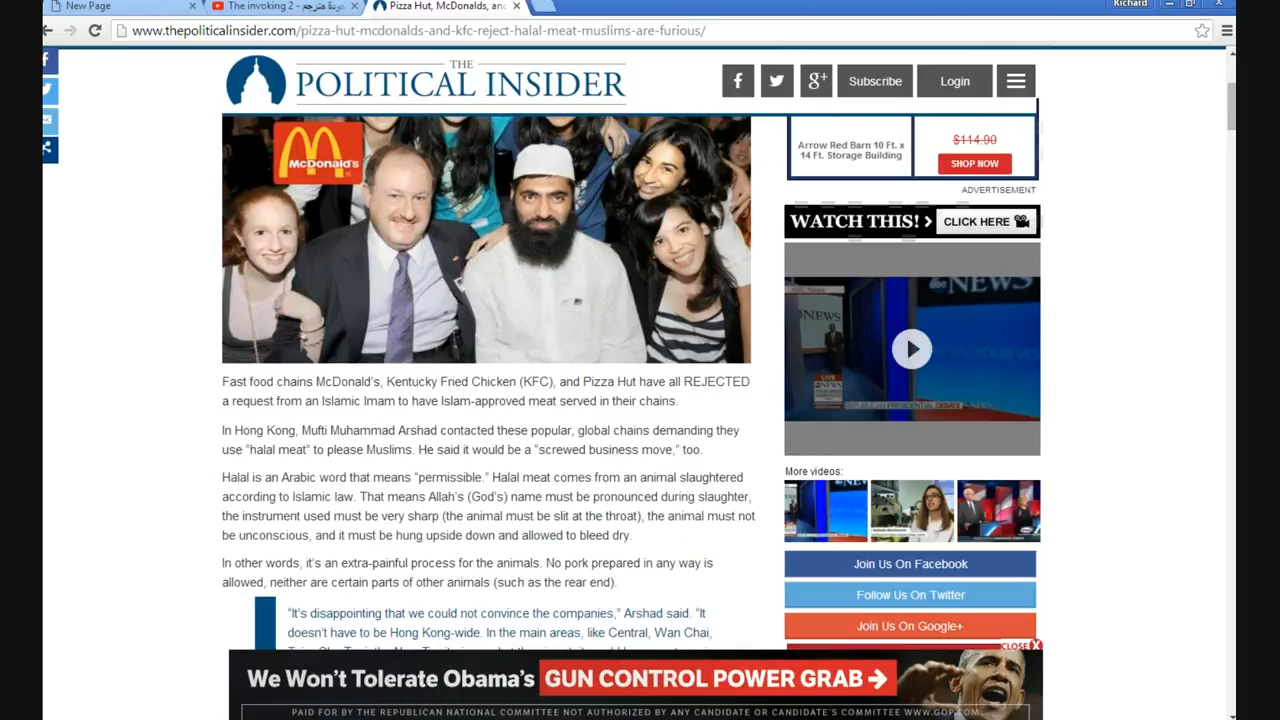 New Page
The invoking 2 -
Pizza Hut, McDonalds, and
Richard
www.thepoliticalinsider.com/pizza-hut-mcdonalds-and-kfc-reject-halal-meat-muslims-are-furious/
THE
POLITICAL INSIDER
Subscribe
Login
McDonald's
Arrow Red Barn 10 Ft. x
14 Ft. Storage Building
$114.90
SHOP NOW
ADVERTISEMENT
WATCH THIS! > CLICK HERE
abc NEWS
NEWS
LIVE
Fast food chains McDonald's, Kentucky Fried Chicken (KFC), and Pizza Hut have all REJECTED
a request from an Islamic Imam to have Islam-approved meat served in their chains.
In Hong Kong, Mufti Muhammad Arshad contacted these popular, global chains demanding they
use “halal meat” to please Muslims. He said it would be a “screwed business move,” too.
Halal is an Arabic word that means “permissible.” Halal meat comes from an animal slaughtered
according to Islamic law. That means Allah’s (God’s) name must be pronounced during slaughter,
the instrument used must be very sharp (the animal must be slit at the throat), the animal must not
be unconscious, and it must be hung upside down and allowed to bleed dry.
In other words, it’s an extra-painful process for the animals. No pork prepared in any way is
allowed, neither are certain parts of other animals (such as the rear end).
“It’s disappointing that we could not convince the companies,” Arshad said. “It
doesn’t have to be Hong Kong-wide. In the main areas, like Central, Wan Chai,
More videos:
Join Us On Facebook
Follow Us On Twitter
Join Us On Google+
CLOSE X
We Won't Tolerate Obama's GUN CONTROL POWER GRAB
PAID FOR BY THE REPUBLICAN NATIONAL COMMITTEE NOT AUTHORIZED BY ANY CANDIDATE OR CANDIDATE'S COMMITTEE WWW.GOP.COM